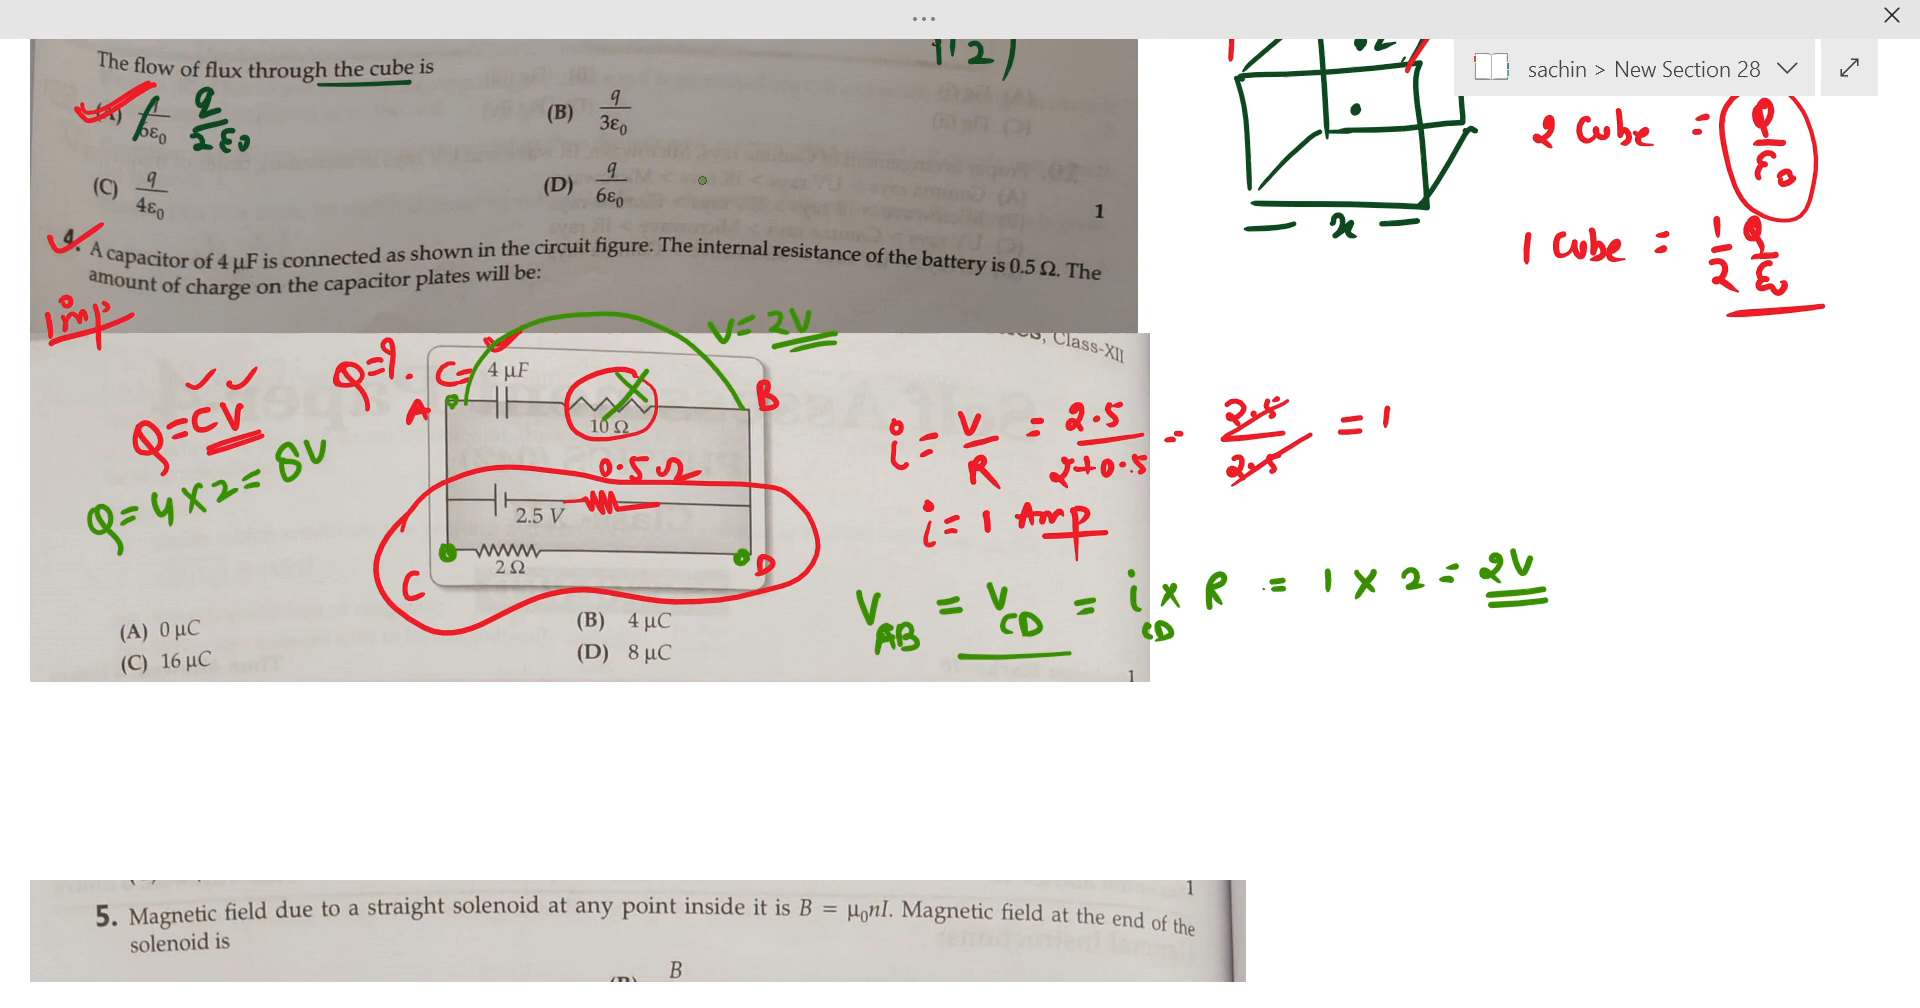 sachin > New Section 28
The flow of flux through the cube is
(B) q/3ε0
q/2ε0
6ε0
(C) q/4ε0
(D) q/6ε0
1
2 cube = Q/ε0
1 cube = 1/2 Q/ε0
x
4. A capacitor of 4 μF is connected as shown in the circuit figure. The internal resistance of the battery is 0.5 Ω. The
amount of charge on the capacitor plates will be:
imp
Class-XII
V = 2V
Q=?
C=
4 μF
A
B
10 Ω
Q=CV
Q=4×2=8V
0.5Ω
2.5 V
2 Ω
C
D
i = V/R = 2.5/2+0.5 = 2.5/2.5 = 1
i = 1 Amp
VAB = VCD = iCD × R = 1 × 2 = 2V
(A) 0 μC
(B) 4 μC
(C) 16 μC
(D) 8 μC
1
1
5. Magnetic field due to a straight solenoid at any point inside it is B = μ0nI. Magnetic field at the end of the
solenoid is
B